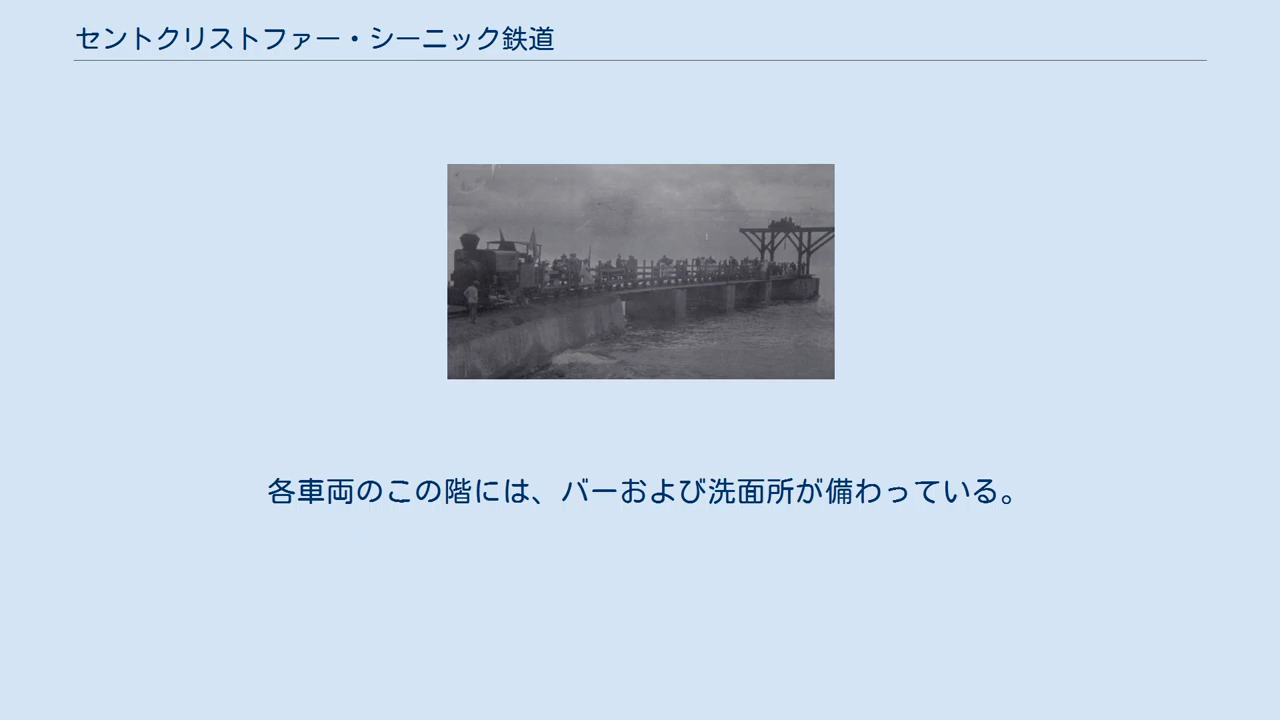 セントクリストファー・シーニック鉄道
各車両のこの階には、バーおよび洗面所が備わっている。